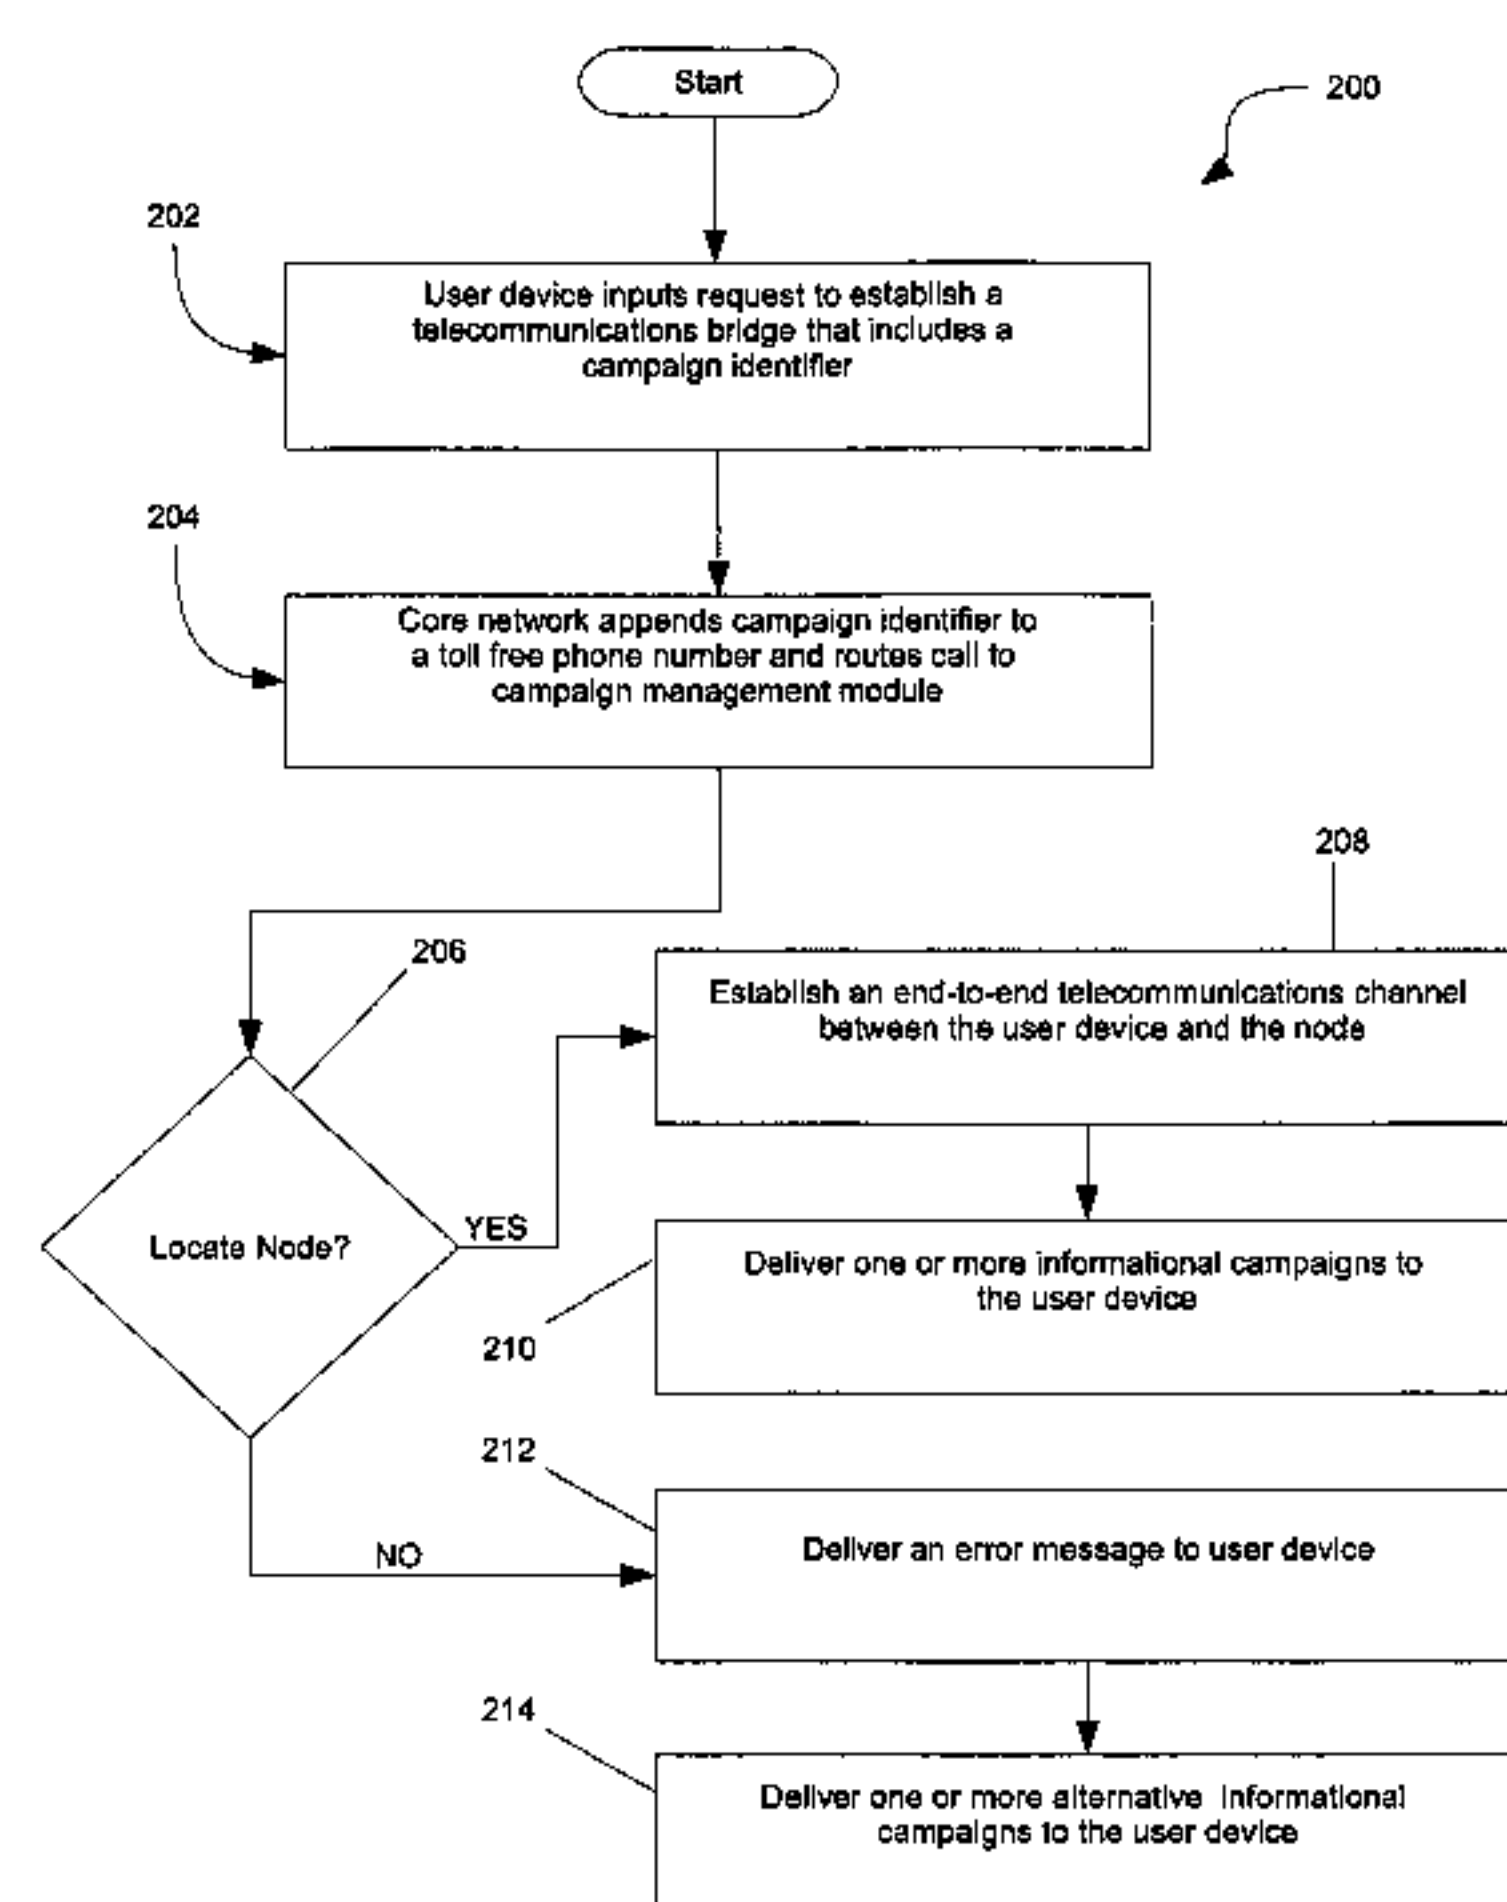 Start
200
202
User device inputs request to establish a
telecommunications bridge that includes a
campaign identifier
204
Core network appends campaign identifier to
a toll free phone number and routes call to
campaign management module
208
206
Establish an end-to-end telecommunications channel
between the user device and the node
Locate Node?
YES
Deliver one or more informational campaigns to
the user device
210
212
Deliver an error message to user device
NO
214
Deliver one or more alternative informational
campaigns to the user device